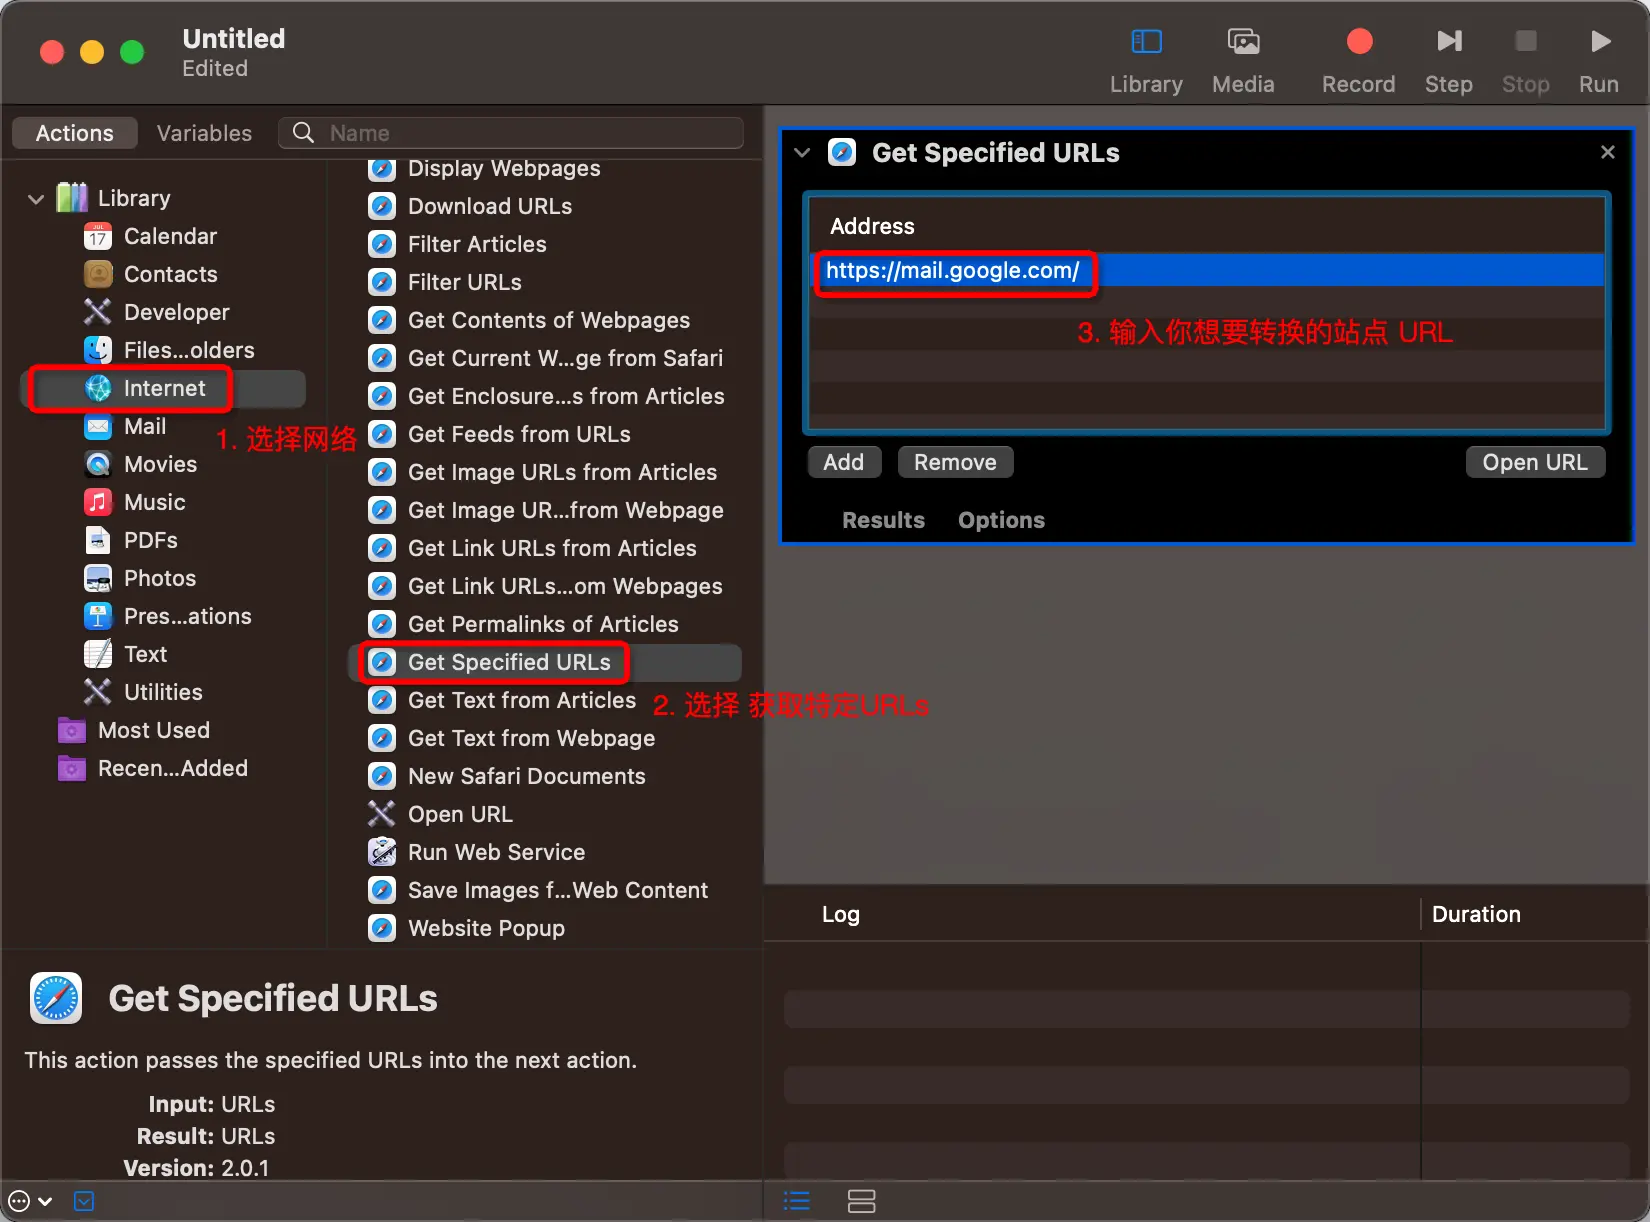 Untitled
Edited
Library
Media
Record
Step
Stop
Run
Actions
Variables
Name
Library
Calendar
Contacts
Developer
Files...olders
Internet
Mail
Movies
Music
PDFs
Photos
Pres...ations
Text
Utilities
Most Used
Recen...Added
1. 选择网络
Display Webpages
Download URLs
Filter Articles
Filter URLs
Get Contents of Webpages
Get Current W...ge from Safari
Get Enclosure...s from Articles
Get Feeds from URLs
Get Image URLs from Articles
Get Image UR...from Webpage
Get Link URLs from Articles
Get Link URLs...om Webpages
Get Permalinks of Articles
Get Specified URLs
Get Text from Articles
2. 选择 获取特定URLs
Get Text from Webpage
New Safari Documents
Open URL
Run Web Service
Save Images f...Web Content
Website Popup
Get Specified URLs
Address
https://mail.google.com/
3. 输入你想要转换的站点 URL
Add
Remove
Open URL
Results
Options
Log
Duration
Get Specified URLs
This action passes the specified URLs into the next action.
Input: URLs
Result: URLs
Version: 2.0.1
JUL
17